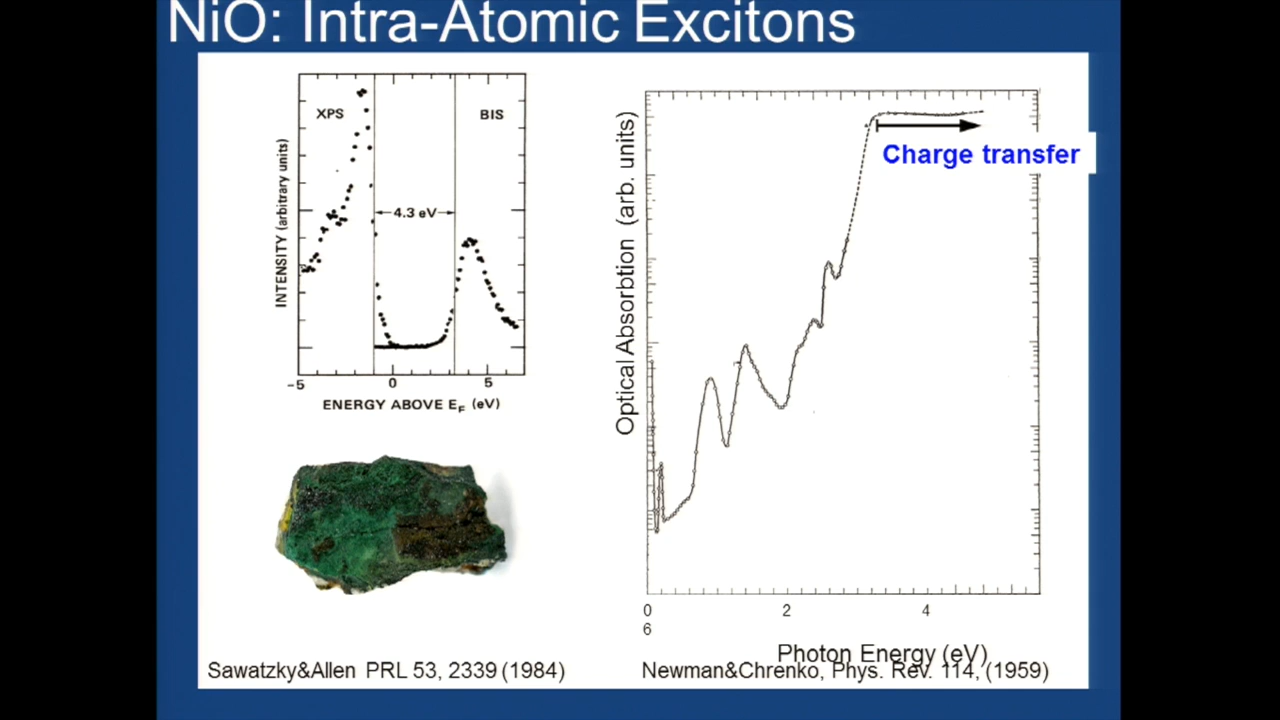 NiO: Intra-Atomic Excitons
XPS
BIS
4.3 eV
INTENSITY (arbitrary units)
-5
0
5
ENERGY ABOVE EF (eV)
Charge transfer
Optical Absorbtion (arb. units)
0
2
4
6
Photon Energy (eV)
Sawatzky&Allen PRL 53, 2339 (1984)
Newman&Chrenko, Phys. Rev. 114, (1959)